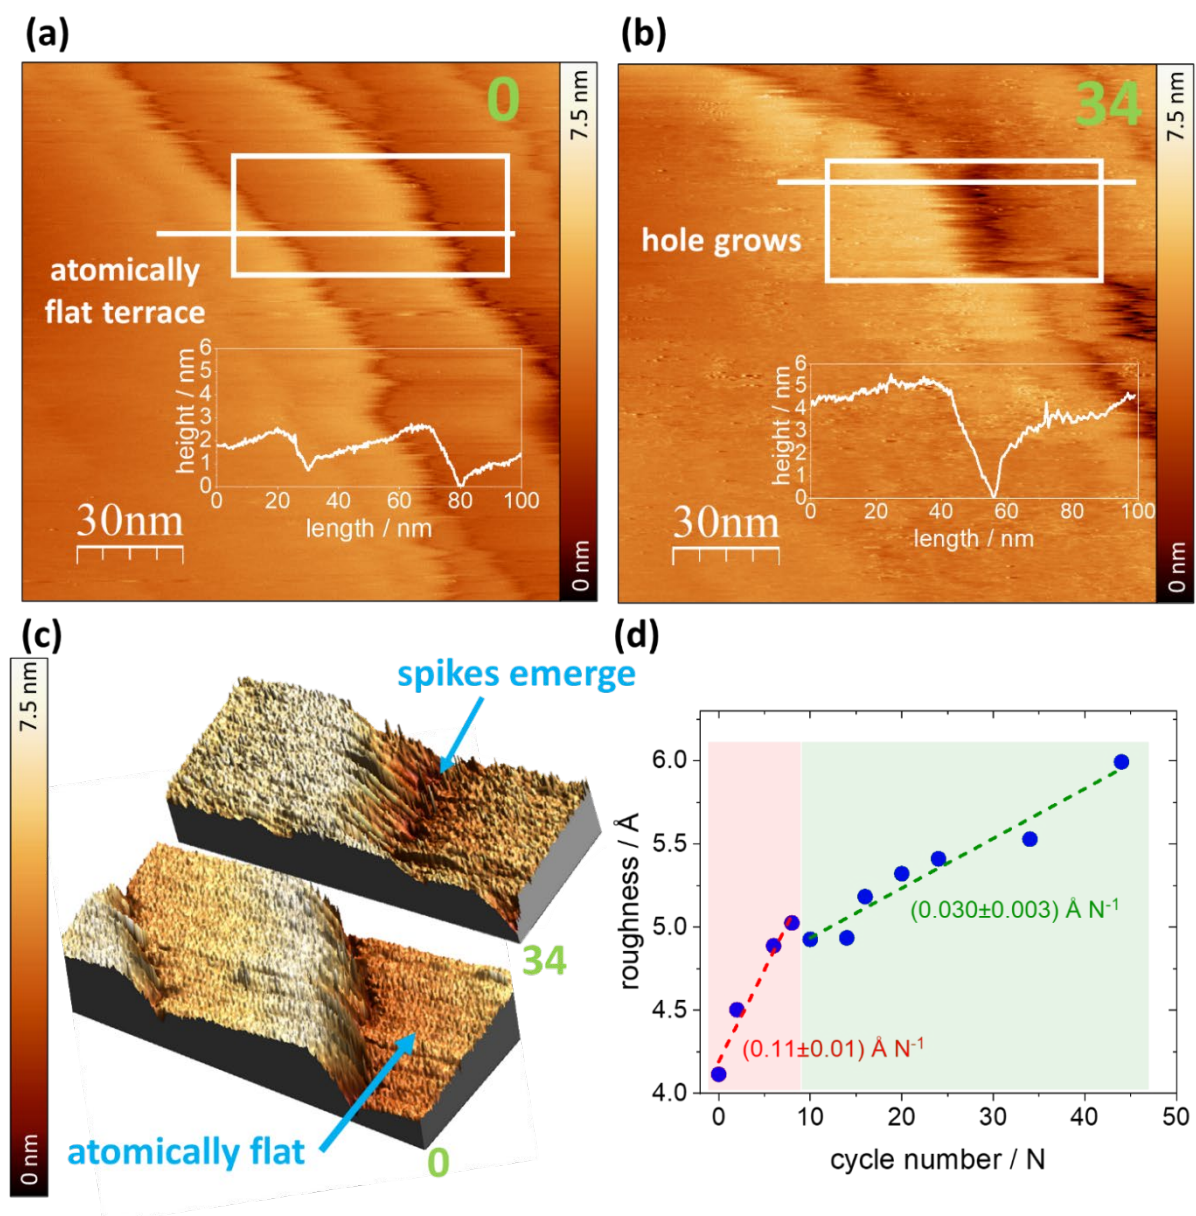 (a)
0
7.5 nm
atomically
flat terrace
height / nm
6
5
4
3
2
1
0
0 20 40 60 80 100
length / nm
30nm
0 nm
(b)
34
7.5 nm
hole grows
height / nm
6
5
4
3
2
1
0
0 20 40 60 80 100
length / nm
30nm
0 nm
(c)
7.5 nm
spikes emerge
34
atomically flat
0
0 nm
(d)
roughness / Å
6.0
5.5
5.0
4.5
4.0
(0.030±0.003) Å N⁻¹
(0.11±0.01) Å N⁻¹
0 10 20 30 40 50
cycle number / N